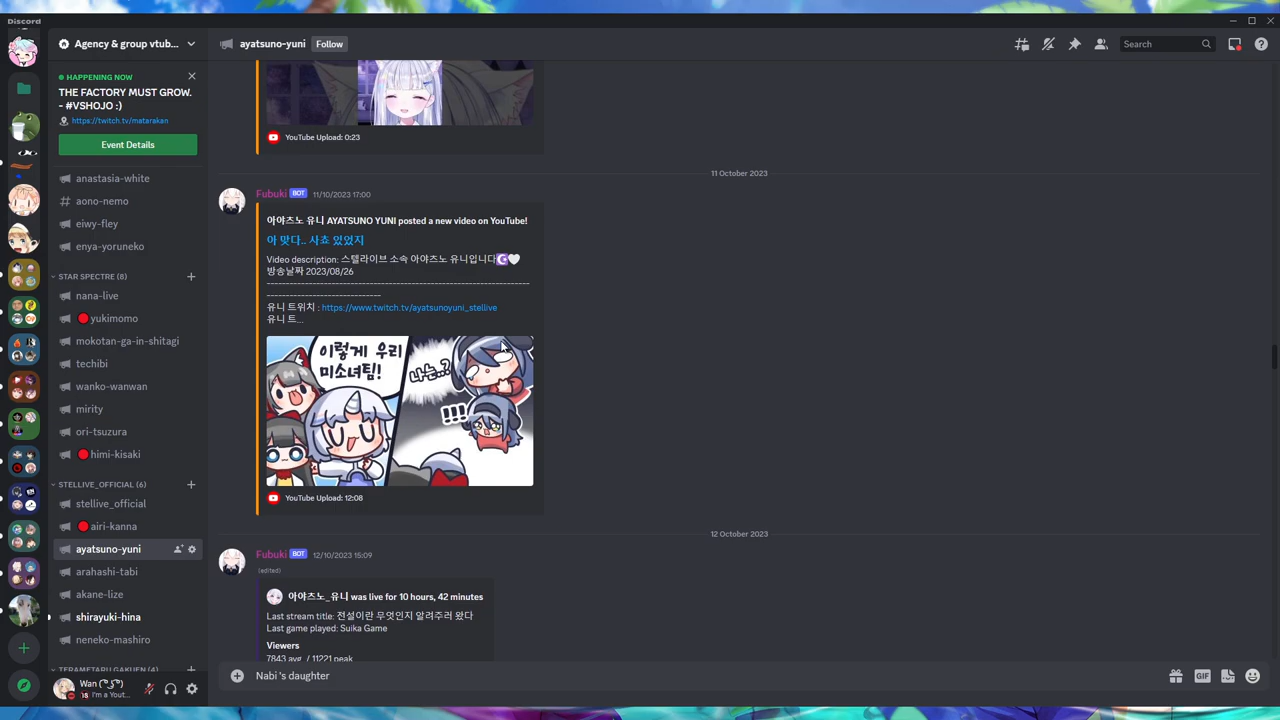 Discord
Agency & group vtub...
HAPPENING NOW
THE FACTORY MUST GROW.
- #VSHOJO :)
https://twitch.tv/matarakan
Event Details
anastasia-white
aono-nemo
eiwy-fley
enya-yoruneko
STAR SPECTRE (8)
nana-live
yukimomo
mokotan-ga-in-shitagi
techibi
wanko-wanwan
mirity
ori-tsuzura
himi-kisaki
STELLIVE_OFFICIAL (6)
stellive_official
airi-kanna
ayatsuno-yuni
arahashi-tabi
akane-lize
shirayuki-hina
neneko-mashiro
TERAMETARU GAKUEN (4)
Wan ( ͡° ͜ʖ ͡°)
I'm a Yout...
ayatsuno-yuni
Follow
Search
YouTube Upload: 0:23
11 October 2023
Fubuki BOT 11/10/2023 17:00
아야츠노 유니 AYATSUNO YUNI posted a new video on YouTube!
아 맞다.. 사쵸 있었지
Video description: 스텔라이브 소속 아야츠노 유니입니다☪🤍
방송날짜 2023/08/26
유니 트위치 : https://www.twitch.tv/ayatsunoyuni_stellive
유니 트...
이렇게 우리
미소녀팀!
나는..?
!!!
YouTube Upload: 12:08
12 October 2023
Fubuki BOT 12/10/2023 15:09
(edited)
아야츠노_유니 was live for 10 hours, 42 minutes
Last stream title: 전설이란 무엇인지 알려주러 왔다
Last game played: Suika Game
Viewers
7843 avg. / 11221 peak
Nabi 's daughter
GIF